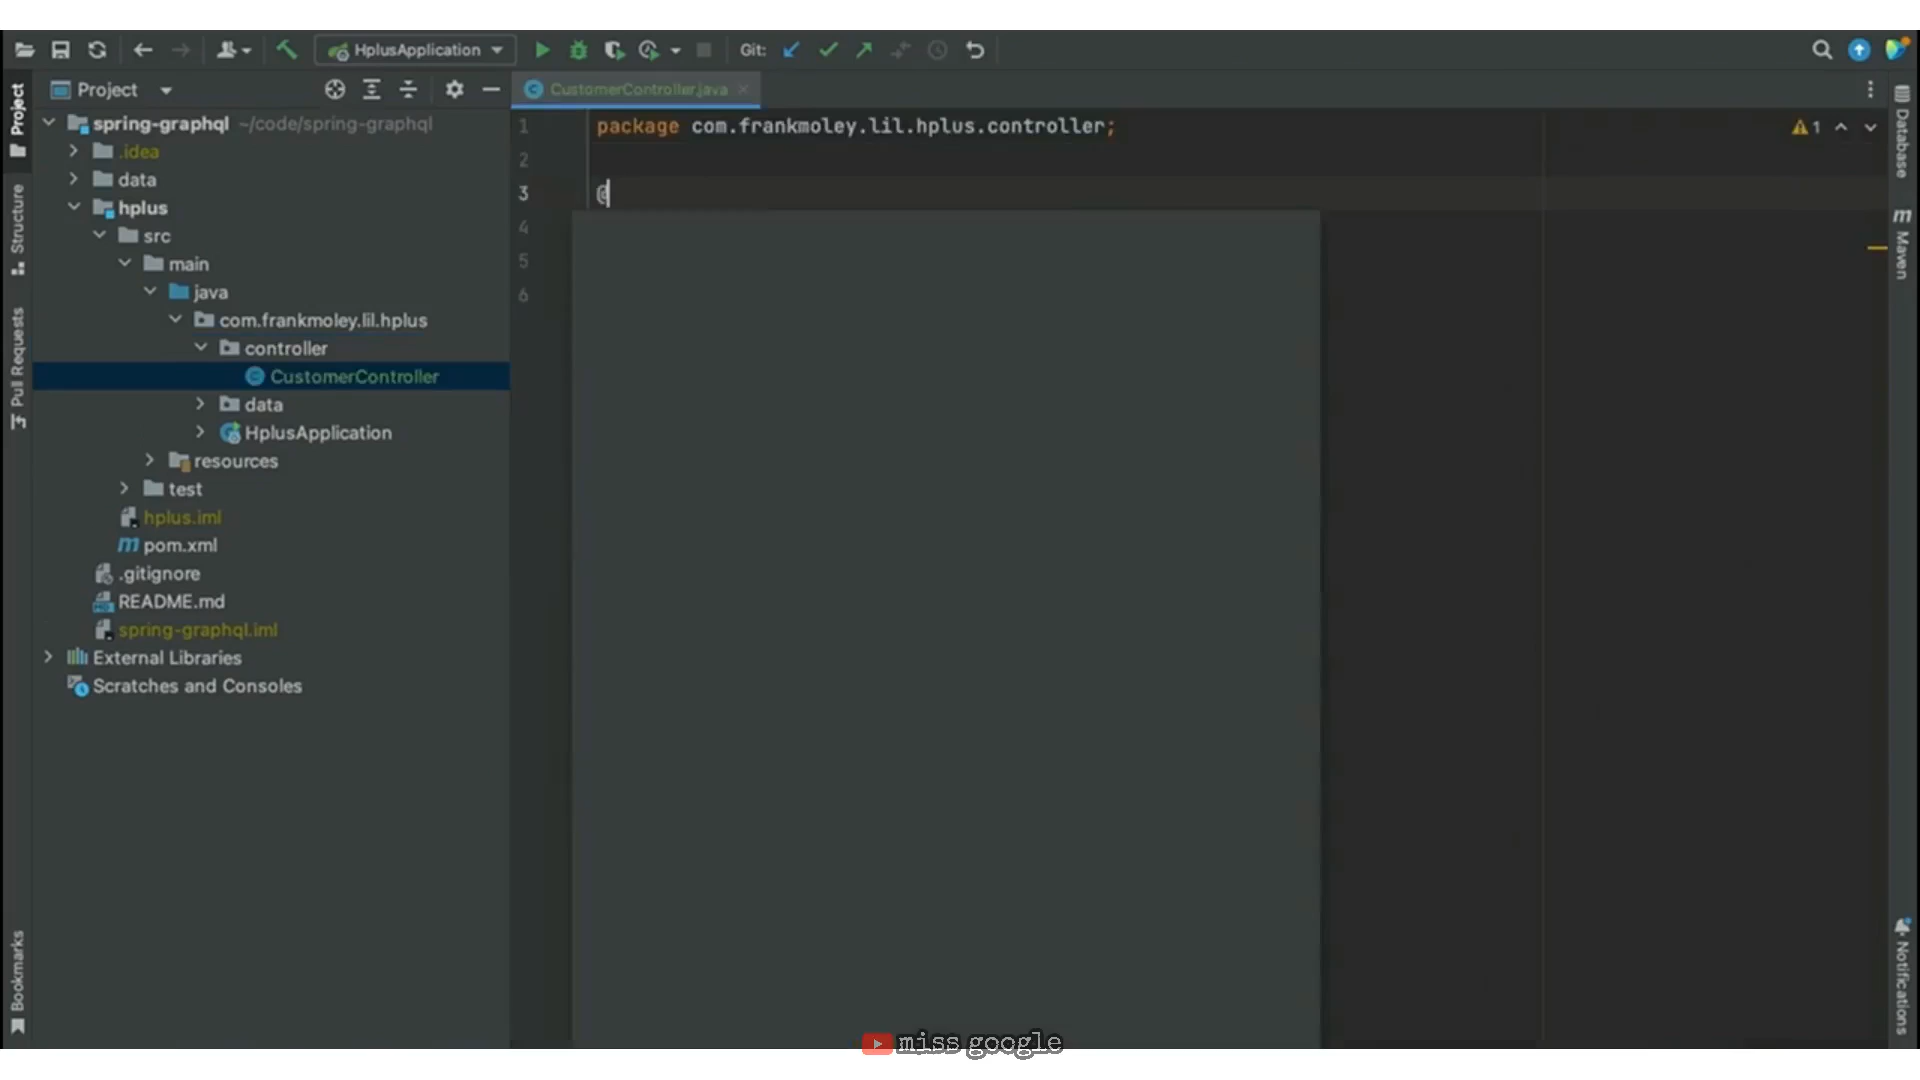 HplusApplication
Git:
Project
CustomerController.java
Project
spring-graphql ~/code/spring-graphql
.idea
data
hplus
src
main
java
com.frankmoley.lil.hplus
controller
CustomerController
data
HplusApplication
resources
test
hplus.iml
pom.xml
.gitignore
README.md
spring-graphql.iml
External Libraries
Scratches and Consoles
Structure
Pull Requests
Bookmarks
1 package com.frankmoley.lil.hplus.controller;
2
3 @
4
5
6
1
Database
Maven
Notifications
miss google